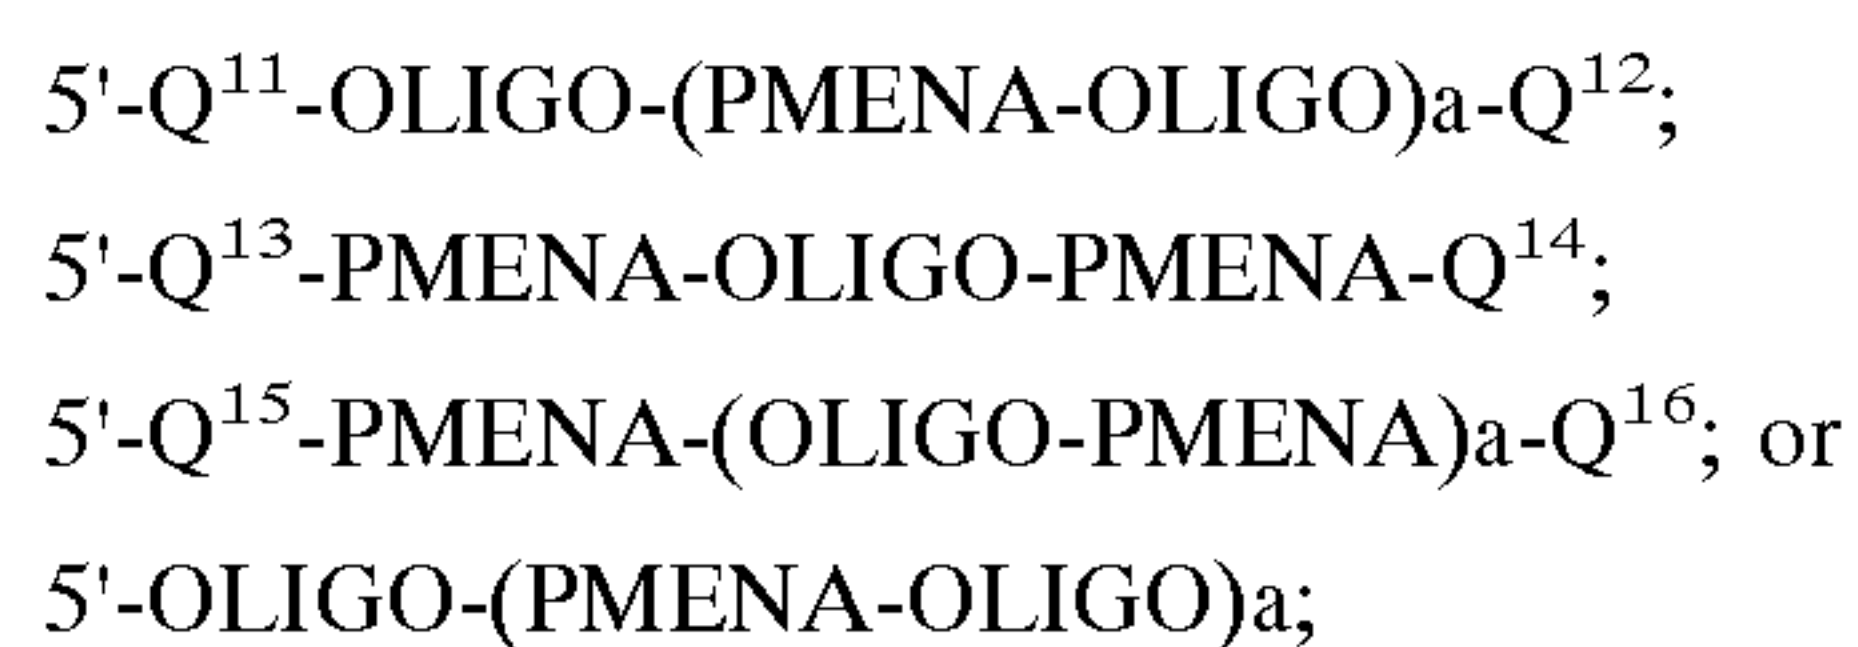 5'-Q¹¹-OLIGO-(PMENA-OLIGO)a-Q¹²;
5'-Q¹³-PMENA-OLIGO-PMENA-Q¹⁴;
5'-Q¹⁵-PMENA-(OLIGO-PMENA)a-Q¹⁶; or
5'-OLIGO-(PMENA-OLIGO)a;